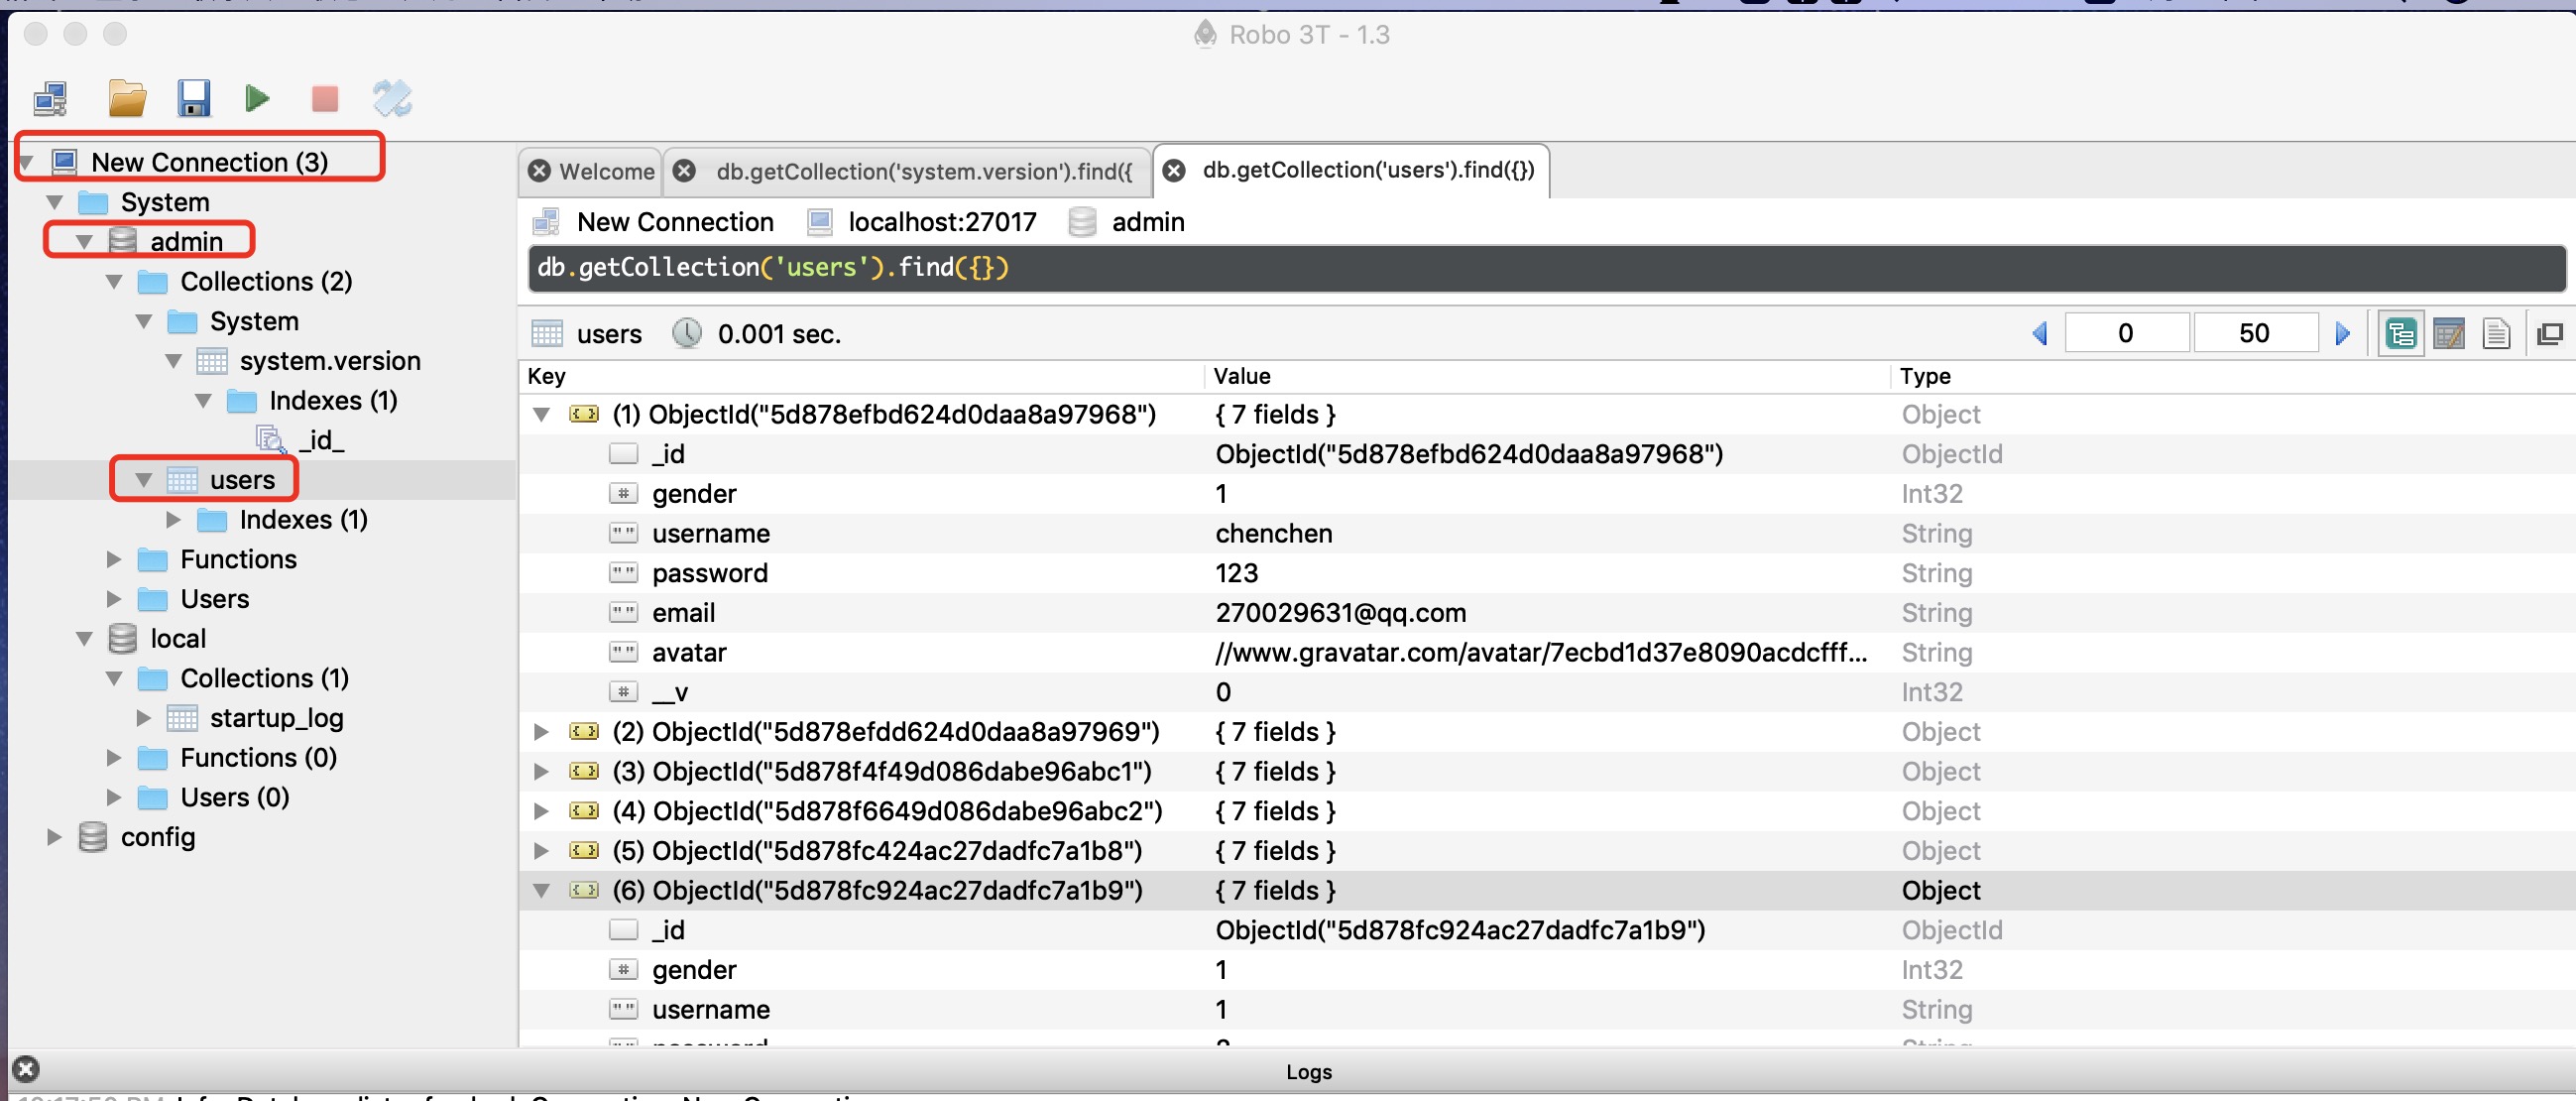 Robo 3T - 1.3
New Connection (3)
System
admin
Collections (2)
System
system.version
Indexes (1)
_id_
users
Indexes (1)
Functions
Users
local
Collections (1)
startup_log
Functions (0)
Users (0)
config
Welcome
db.getCollection('system.version').find({
db.getCollection('users').find({})
New Connection localhost:27017 admin
db.getCollection('users').find({})
users 0.001 sec. 0 50
Key Value Type
(1) ObjectId("5d878efbd624d0daa8a97968") { 7 fields } Object
_id ObjectId("5d878efbd624d0daa8a97968") ObjectId
# gender 1 Int32
"" username chenchen String
"" password 123 String
"" email 270029631@qq.com String
"" avatar //www.gravatar.com/avatar/7ecbd1d37e8090acdcfff... String
# __v 0 Int32
(2) ObjectId("5d878efdd624d0daa8a97969") { 7 fields } Object
(3) ObjectId("5d878f4f49d086dabe96abc1") { 7 fields } Object
(4) ObjectId("5d878f6649d086dabe96abc2") { 7 fields } Object
(5) ObjectId("5d878fc424ac27dadfc7a1b8") { 7 fields } Object
(6) ObjectId("5d878fc924ac27dadfc7a1b9") { 7 fields } Object
_id ObjectId("5d878fc924ac27dadfc7a1b9") ObjectId
# gender 1 Int32
"" username 1 String
Logs